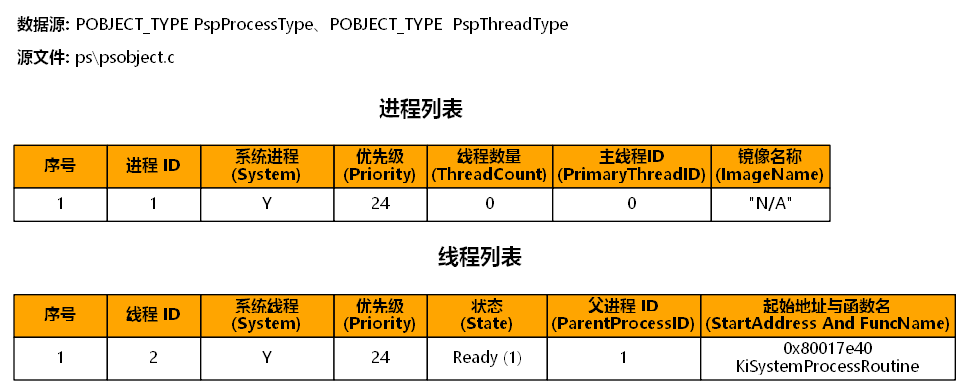 数据源: POBJECT_TYPE PspProcessType、POBJECT_TYPE PspThreadType
源文件: ps\psobject.c
进程列表
序号 进程 ID 系统进程 (System) 优先级 (Priority) 线程数量 (ThreadCount) 主线程ID (PrimaryThreadID) 镜像名称 (ImageName)
1 1 Y 24 0 0 "N/A"
线程列表
序号 线程 ID 系统线程 (System) 优先级 (Priority) 状态 (State) 父进程 ID (ParentProcessID) 起始地址与函数名 (StartAddress And FuncName)
1 2 Y 24 Ready (1) 1 0x80017e40 KiSystemProcessRoutine